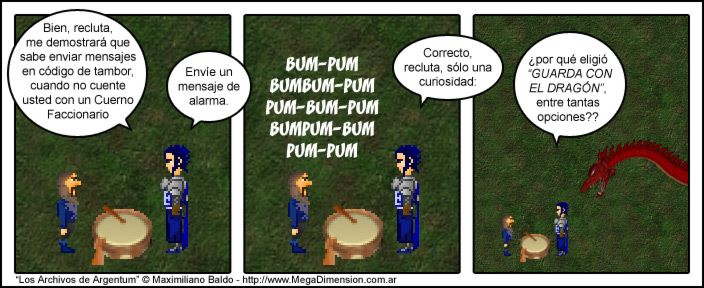 Bien, recluta,
me demostrará que
sabe enviar mensajes
en código de tambor,
cuando no cuente
usted con un Cuerno
Faccionario
Envíe un
mensaje de
alarma.
BUM-PUM
BUMBUM-PUM
PUM-BUM-PUM
BUMPUM-BUM
PUM-PUM
Correcto,
recluta, sólo una
curiosidad:
¿por qué eligió
“GUARDA CON
EL DRAGÓN”,
entre tantas
opciones??
“Los Archivos de Argentum” © Maximiliano Baldo - http://www.MegaDimension.com.ar